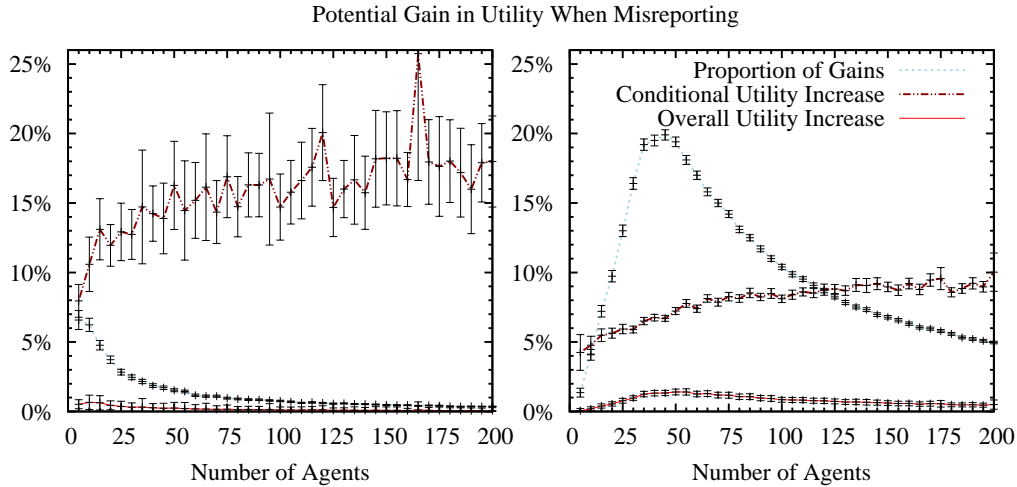 Potential Gain in Utility When Misreporting
25%
20%
15%
10%
5%
0%
0 25 50 75 100 125 150 175 200
Number of Agents
25%
20%
15%
10%
5%
0%
0 25 50 75 100 125 150 175 200
Number of Agents
Proportion of Gains
Conditional Utility Increase
Overall Utility Increase